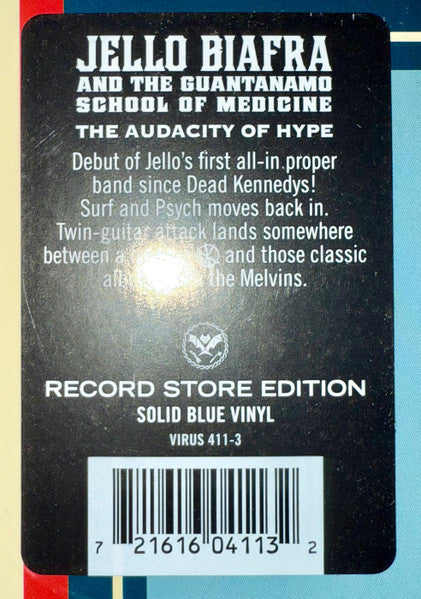 JELLO BIAFRA
AND THE GUANTANAMO
SCHOOL OF MEDICINE
THE AUDACITY OF HYPE
Debut of Jello's first all-in proper
band since Dead Kennedys!
Surf and Psych moves back in.
Twin-guitar attack lands somewhere
between a and those classic
the Melvins.
RECORD STORE EDITION
SOLID BLUE VINYL
VIRUS 411-3
7 21616 04113 2